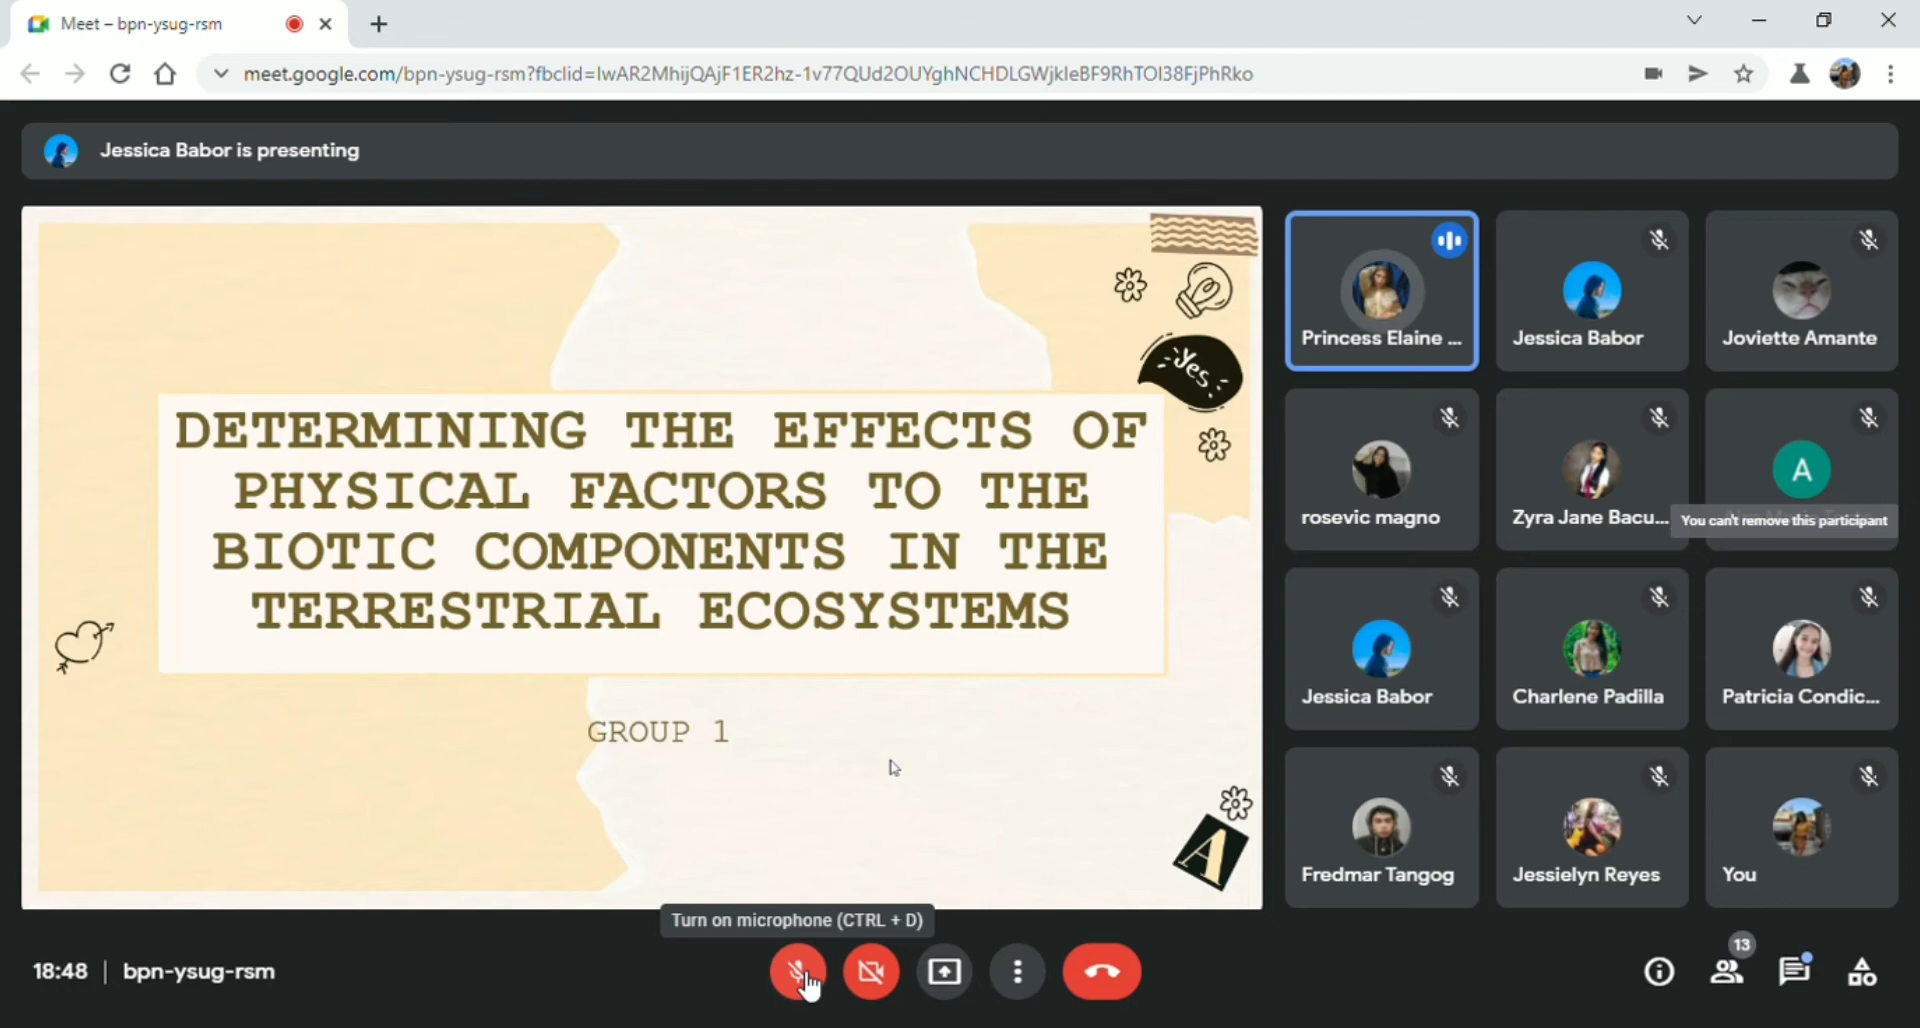 Meet – bpn-ysug-rsm
meet.google.com/bpn-ysug-rsm?fbclid=IwAR2MhijQAjF1ER2hz-1v77QUd2OUYghNCHDLGWjkIeBF9RhTOI38FjPhRko
Jessica Babor is presenting
Yes
DETERMINING THE EFFECTS OF
PHYSICAL FACTORS TO THE
BIOTIC COMPONENTS IN THE
TERRESTRIAL ECOSYSTEMS
GROUP 1
A
Princess Elaine ...
Jessica Babor
Joviette Amante
rosevic magno
Zyra Jane Bacu...
A
You can't remove this participant
Jessica Babor
Charlene Padilla
Patricia Condic...
Fredmar Tangog
Jessielyn Reyes
You
Turn on microphone (CTRL + D)
18:48 | bpn-ysug-rsm
13